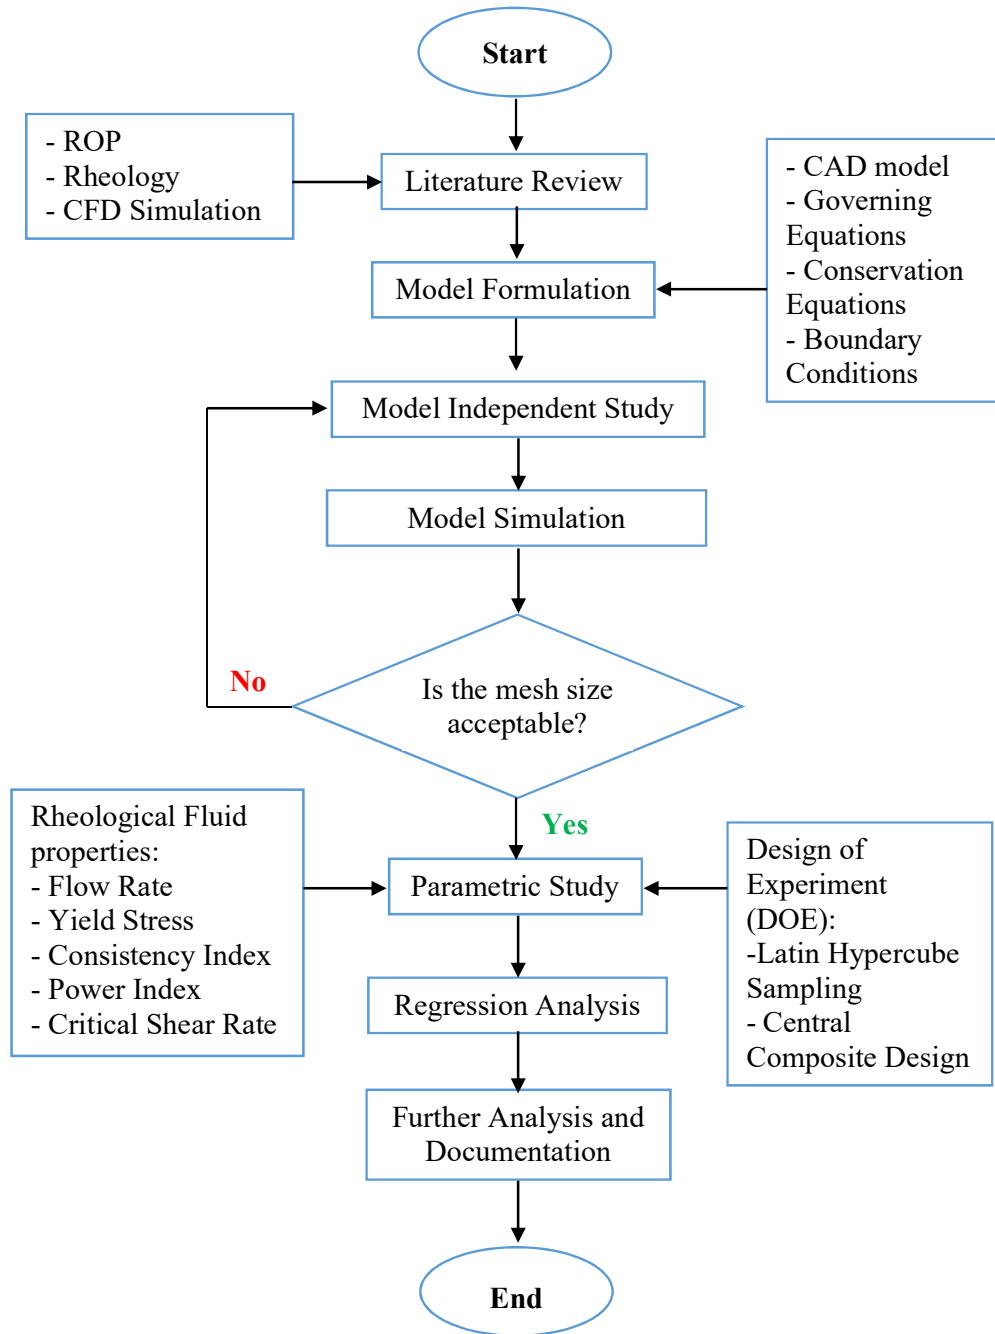 Start
- ROP
- Rheology
- CFD Simulation
Literature Review
- CAD model
- Governing
Equations
- Conservation
Equations
- Boundary
Conditions
Model Formulation
Model Independent Study
Model Simulation
No
Is the mesh size
acceptable?
Yes
Rheological Fluid
properties:
- Flow Rate
- Yield Stress
- Consistency Index
- Power Index
- Critical Shear Rate
Parametric Study
Design of
Experiment
(DOE):
-Latin Hypercube
Sampling
- Central
Composite Design
Regression Analysis
Further Analysis and
Documentation
End